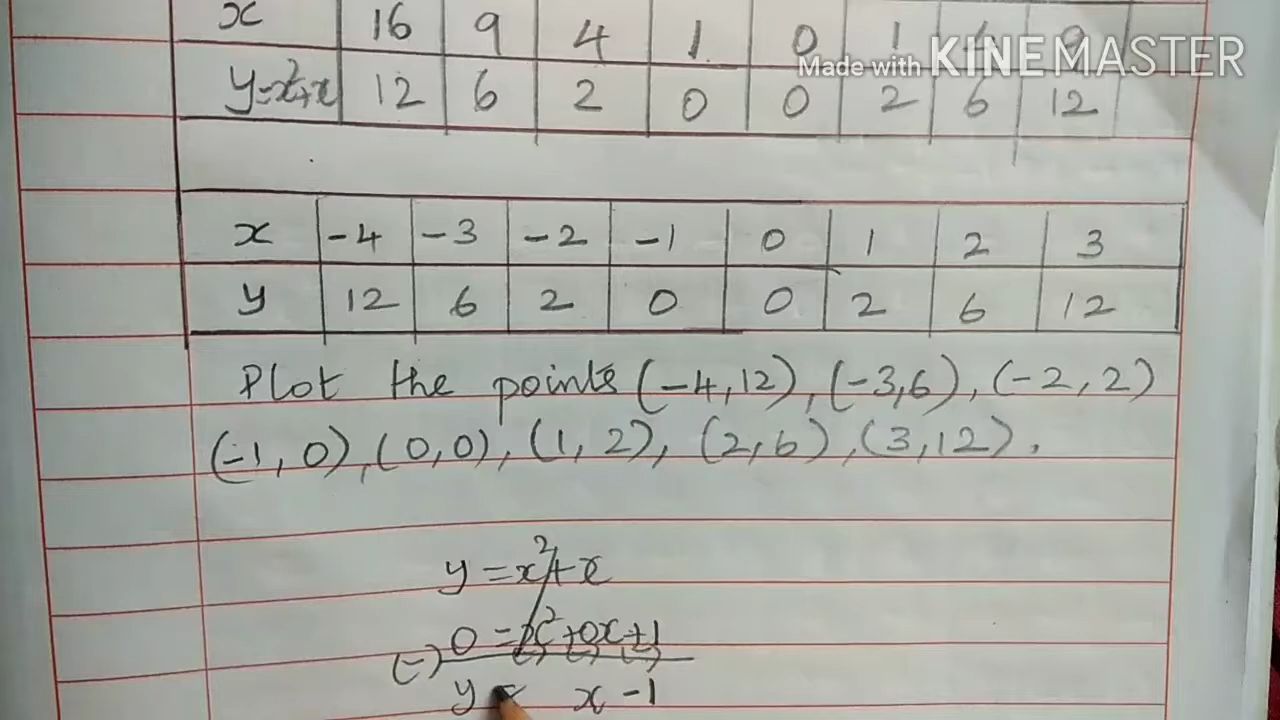 x 16 9 4 1 0 1 4 9
Made with KINEMASTER
y=x²+x 12 6 2 0 0 2 6 12
x -4 -3 -2 -1 0 1 2 3
y 12 6 2 0 0 2 6 12
Plot the points (-4,12), (-3,6), (-2,2)
(-1,0), (0,0), (1,2), (2,6), (3,12).
y = x²+x
0 = x²+0x+1
(-) (-) (-) (-)
y = x -1